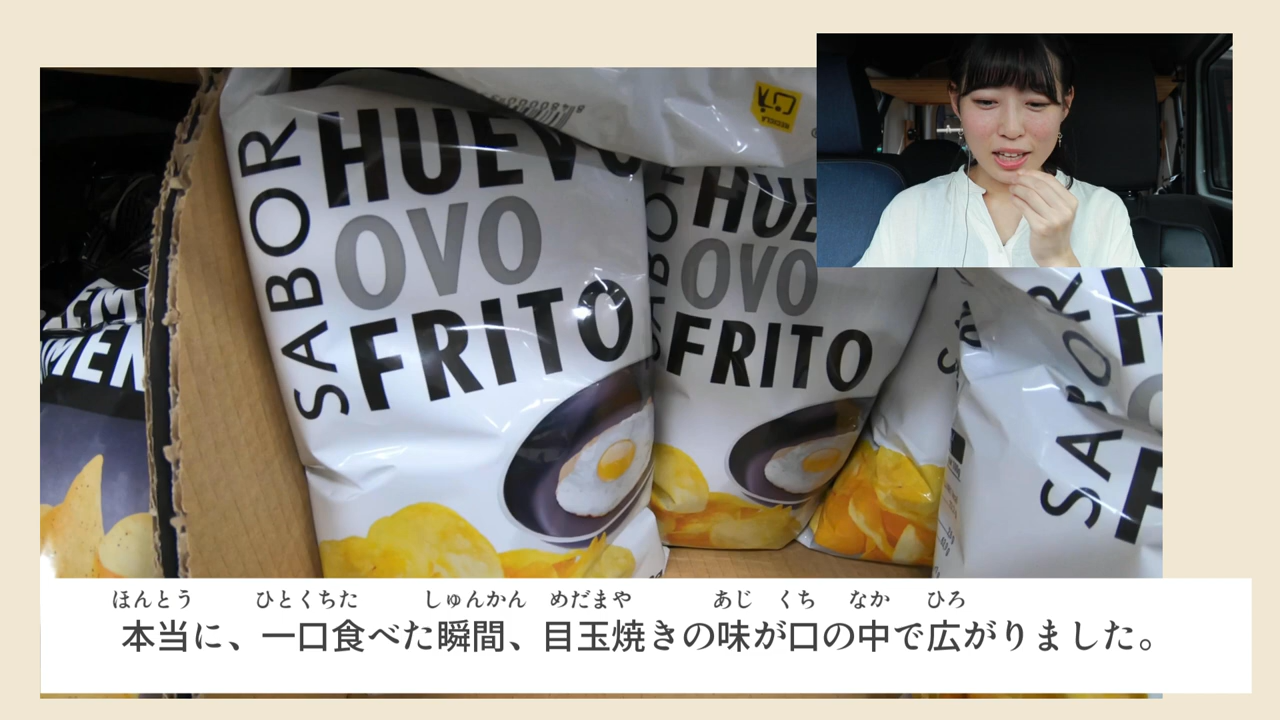 SABOR
HUEVO
OVO
FRITO
HUE
OVO
FRITO
SABOR
ほんとう ひとくちた しゅんかん めだまや あじ くち なか ひろ
本当に、一口食べた瞬間、目玉焼きの味が口の中で広がりました。